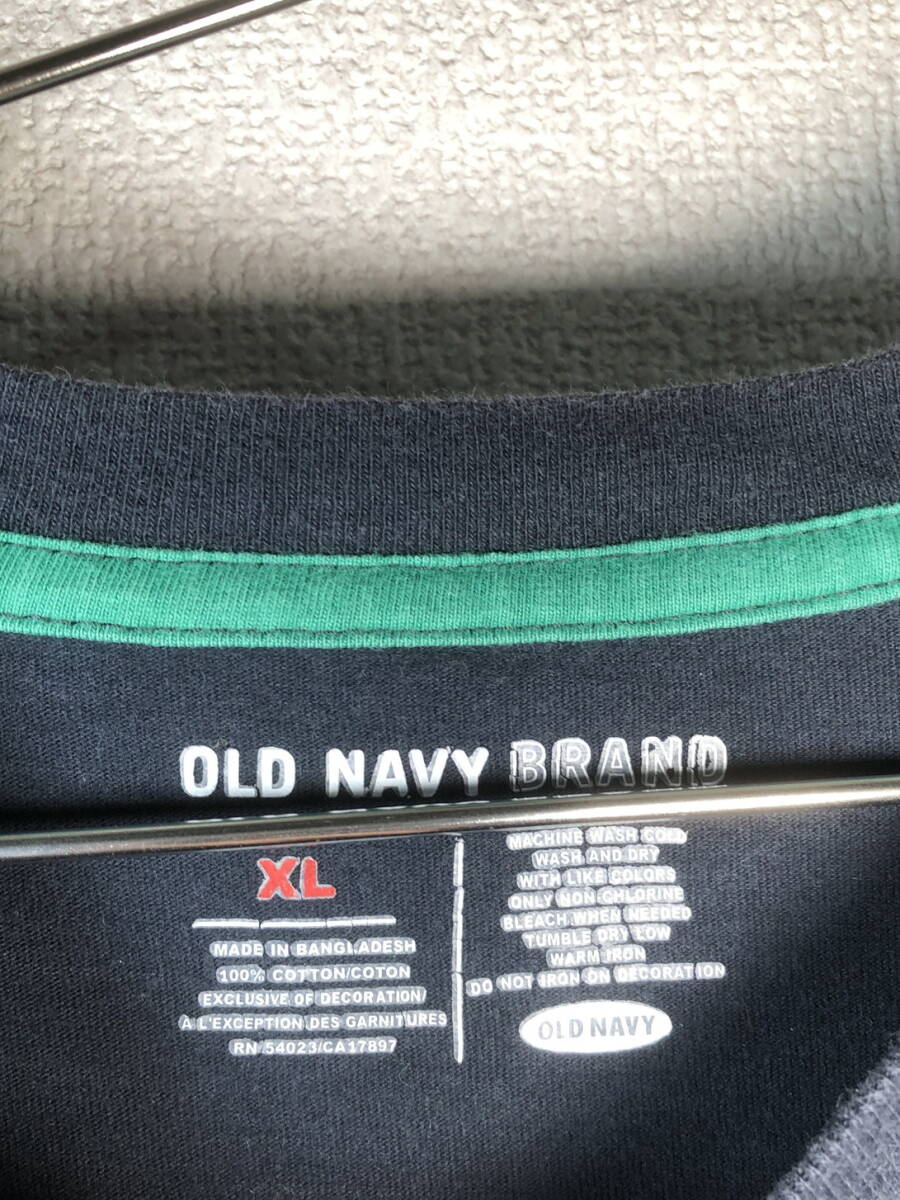 OLD NAVY BRAND
XL
MADE IN BANGLADESH
100% COTTON/COTON
EXCLUSIVE OF DECORATION
A L'EXCEPTION DES GARNITURES
RN 54023/CA17897
MACHINE WASH COLD
WASH AND DRY
WITH LIKE COLORS
ONLY NON CHLORINE
BLEACH WHEN NEEDED
TUMBLE DRY LOW
WARM IRON
DO NOT IRON ON DECORATION
OLD NAVY